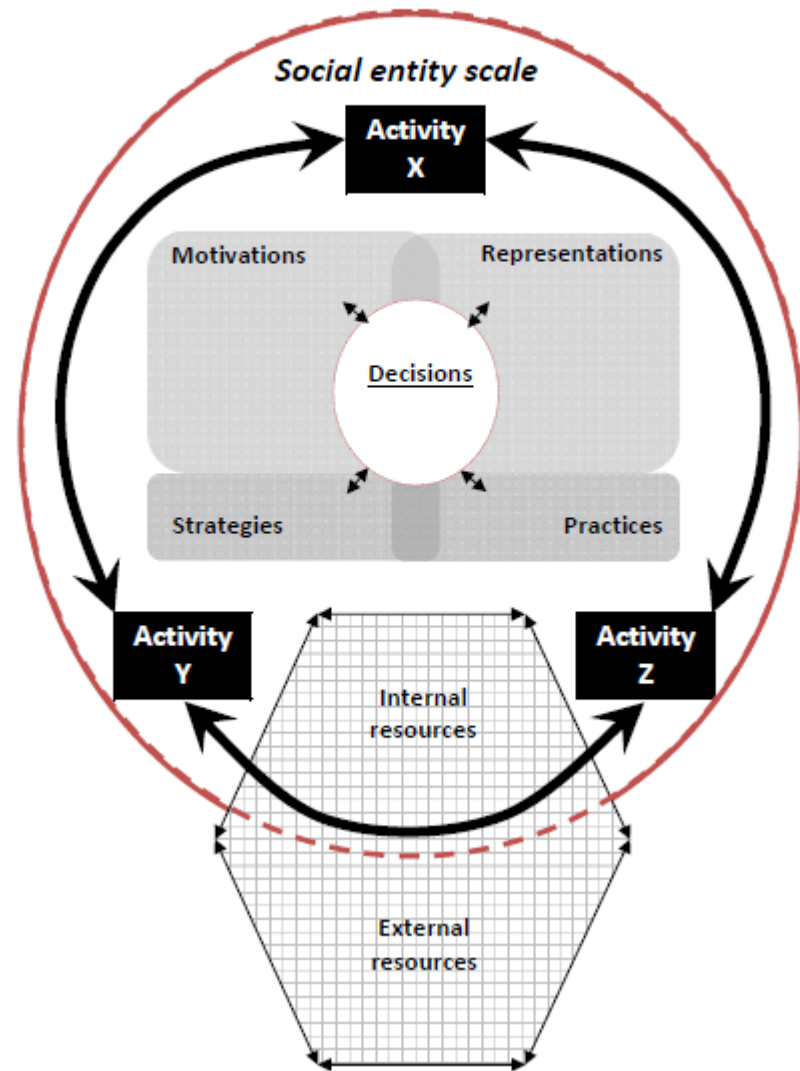 Social entity scale
Activity
X
Motivations
Representations
Decisions
Strategies
Practices
Activity
Y
Activity
Z
Internal
resources
External
resources